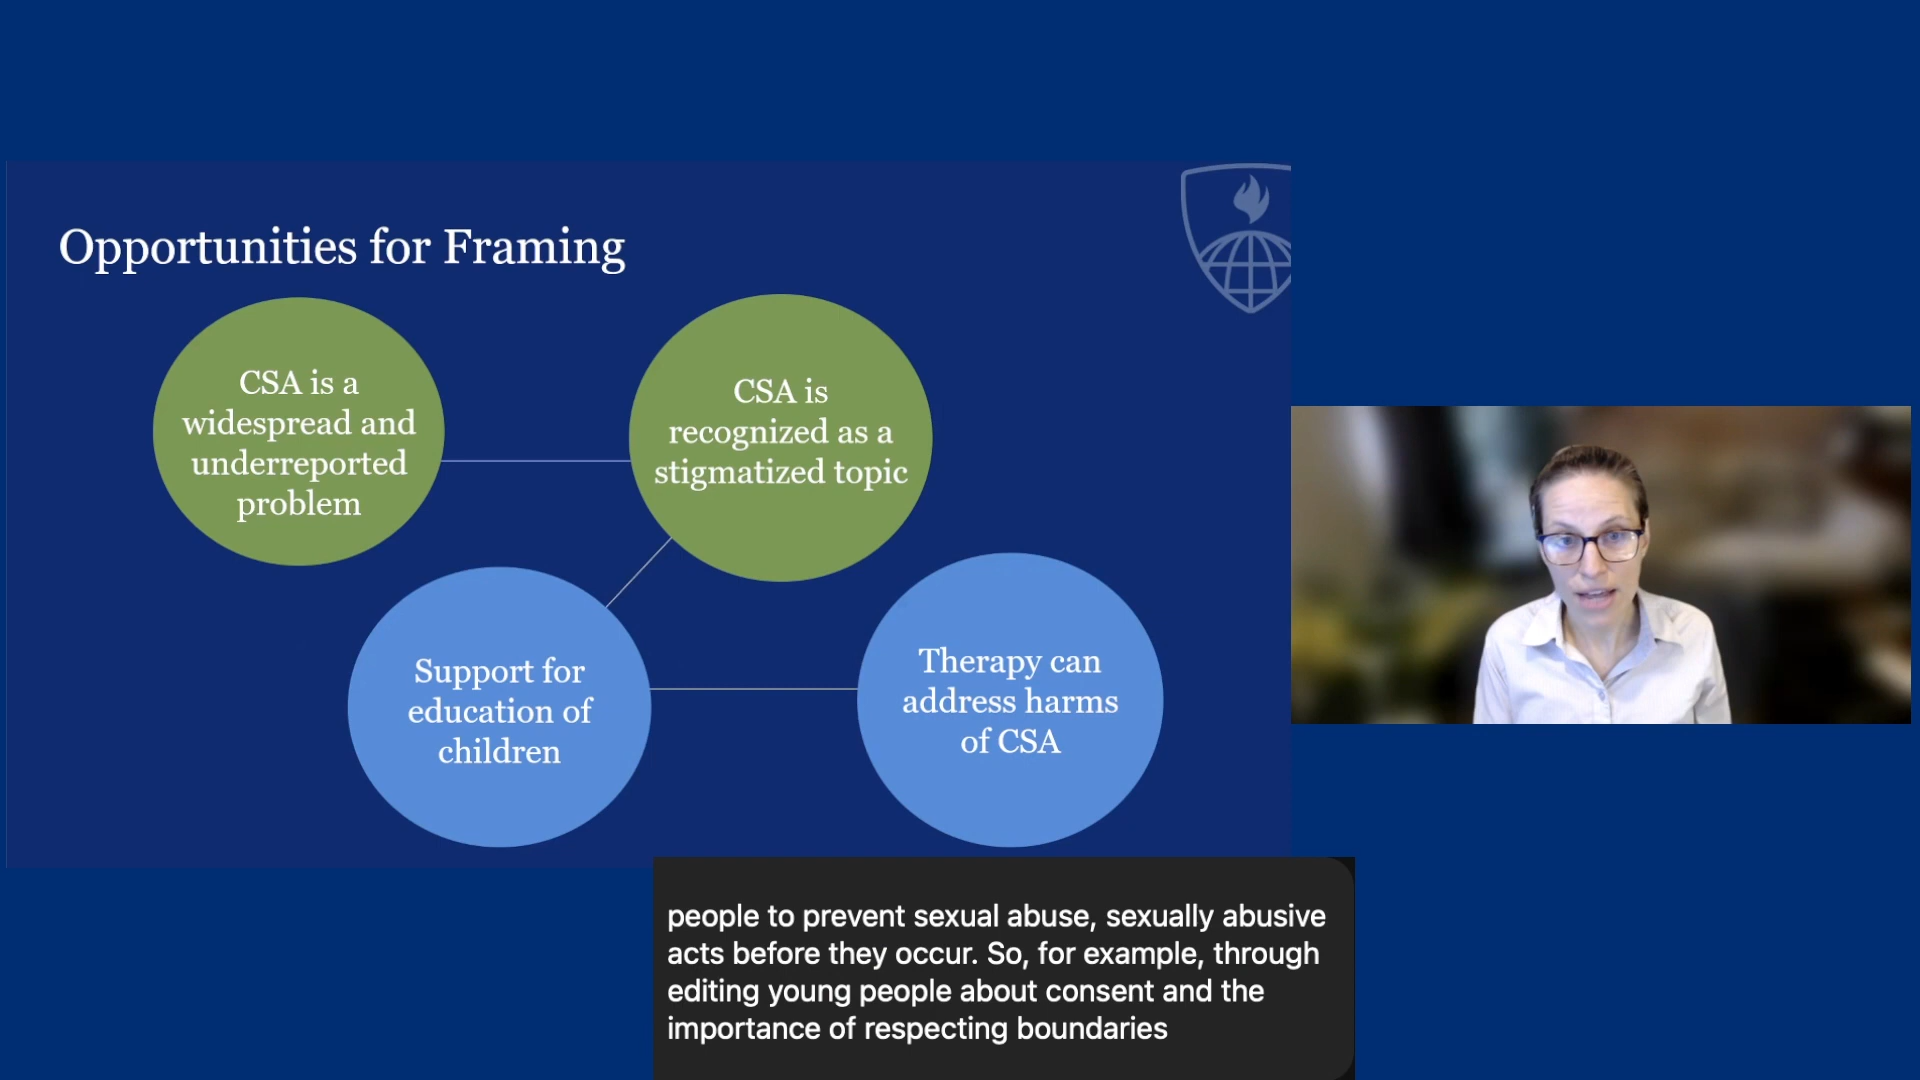 Opportunities for Framing
CSA is a
widespread and
underreported
problem
CSA is
recognized as a
stigmatized topic
Support for
education of
children
Therapy can
address harms
of CSA
people to prevent sexual abuse, sexually abusive
acts before they occur. So, for example, through
editing young people about consent and the
importance of respecting boundaries